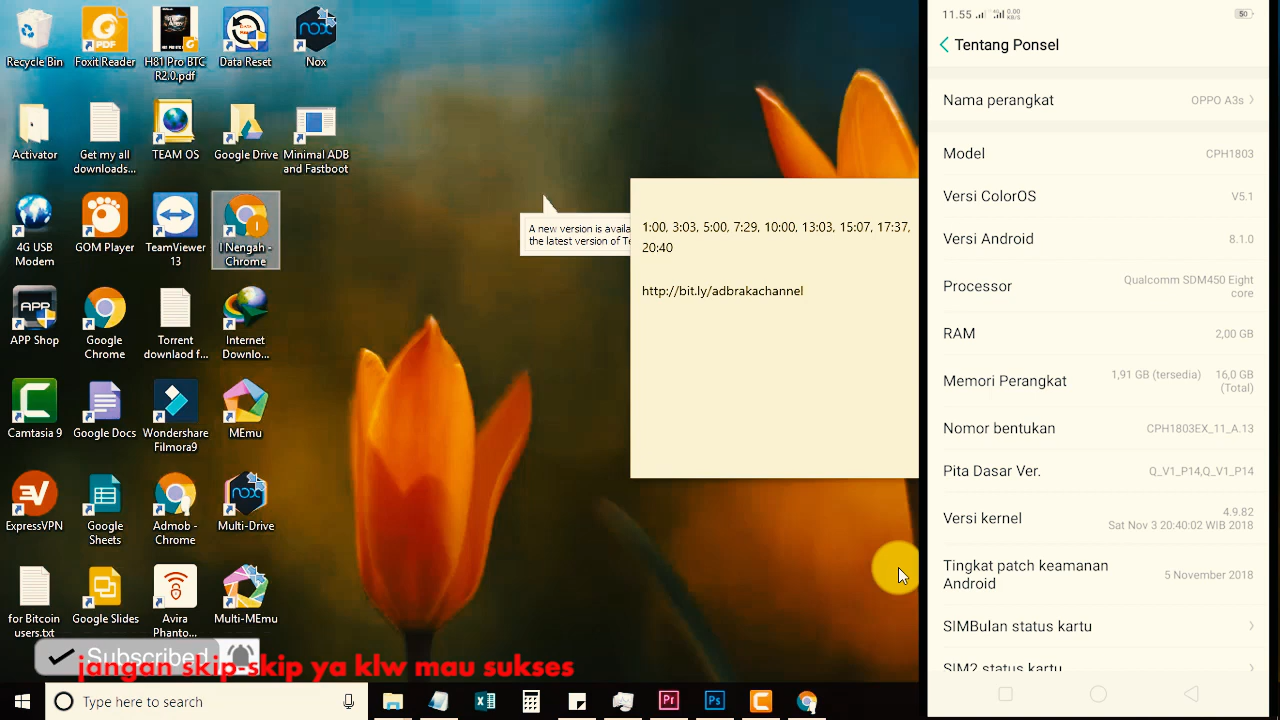 Recycle Bin
Foxit Reader
H81 Pro BTC
R2.0.pdf
Data Reset
Nox
Activator
Get my all
downloads...
TEAM OS
Google Drive
Minimal ADB
and Fastboot
4G USB
Modem
GOM Player
TeamViewer
13
I Nengah -
Chrome
APP
APP Shop
Google
Chrome
Torrent
downlaod f...
Internet
Downlo...
Camtasia 9
Google Docs
Wondershare
Filmora9
MEmu
ExpressVPN
Google
Sheets
Admob -
Chrome
Multi-Drive
for Bitcoin
users.txt
Google Slides
Avira
Phanto...
Multi-MEmu
A new version is availa
the latest version of Te
1:00, 3:03, 5:00, 7:29, 10:00, 13:03, 15:07, 17:37,
20:40
http://bit.ly/adbrakachannel
Subscribed
jangan skip-skip ya klw mau sukses
Type here to search
11.55
0.00
KB/S
50
Tentang Ponsel
Nama perangkat
OPPO A3s
Model
CPH1803
Versi ColorOS
V5.1
Versi Android
8.1.0
Processor
Qualcomm SDM450 Eight
core
RAM
2,00 GB
Memori Perangkat
1,91 GB (tersedia)
16,0 GB
(Total)
Nomor bentukan
CPH1803EX_11_A.13
Pita Dasar Ver.
Q_V1_P14,Q_V1_P14
Versi kernel
4.9.82
Sat Nov 3 20:40:02 WIB 2018
Tingkat patch keamanan
Android
5 November 2018
SIMBulan status kartu
SIM2 status kartu